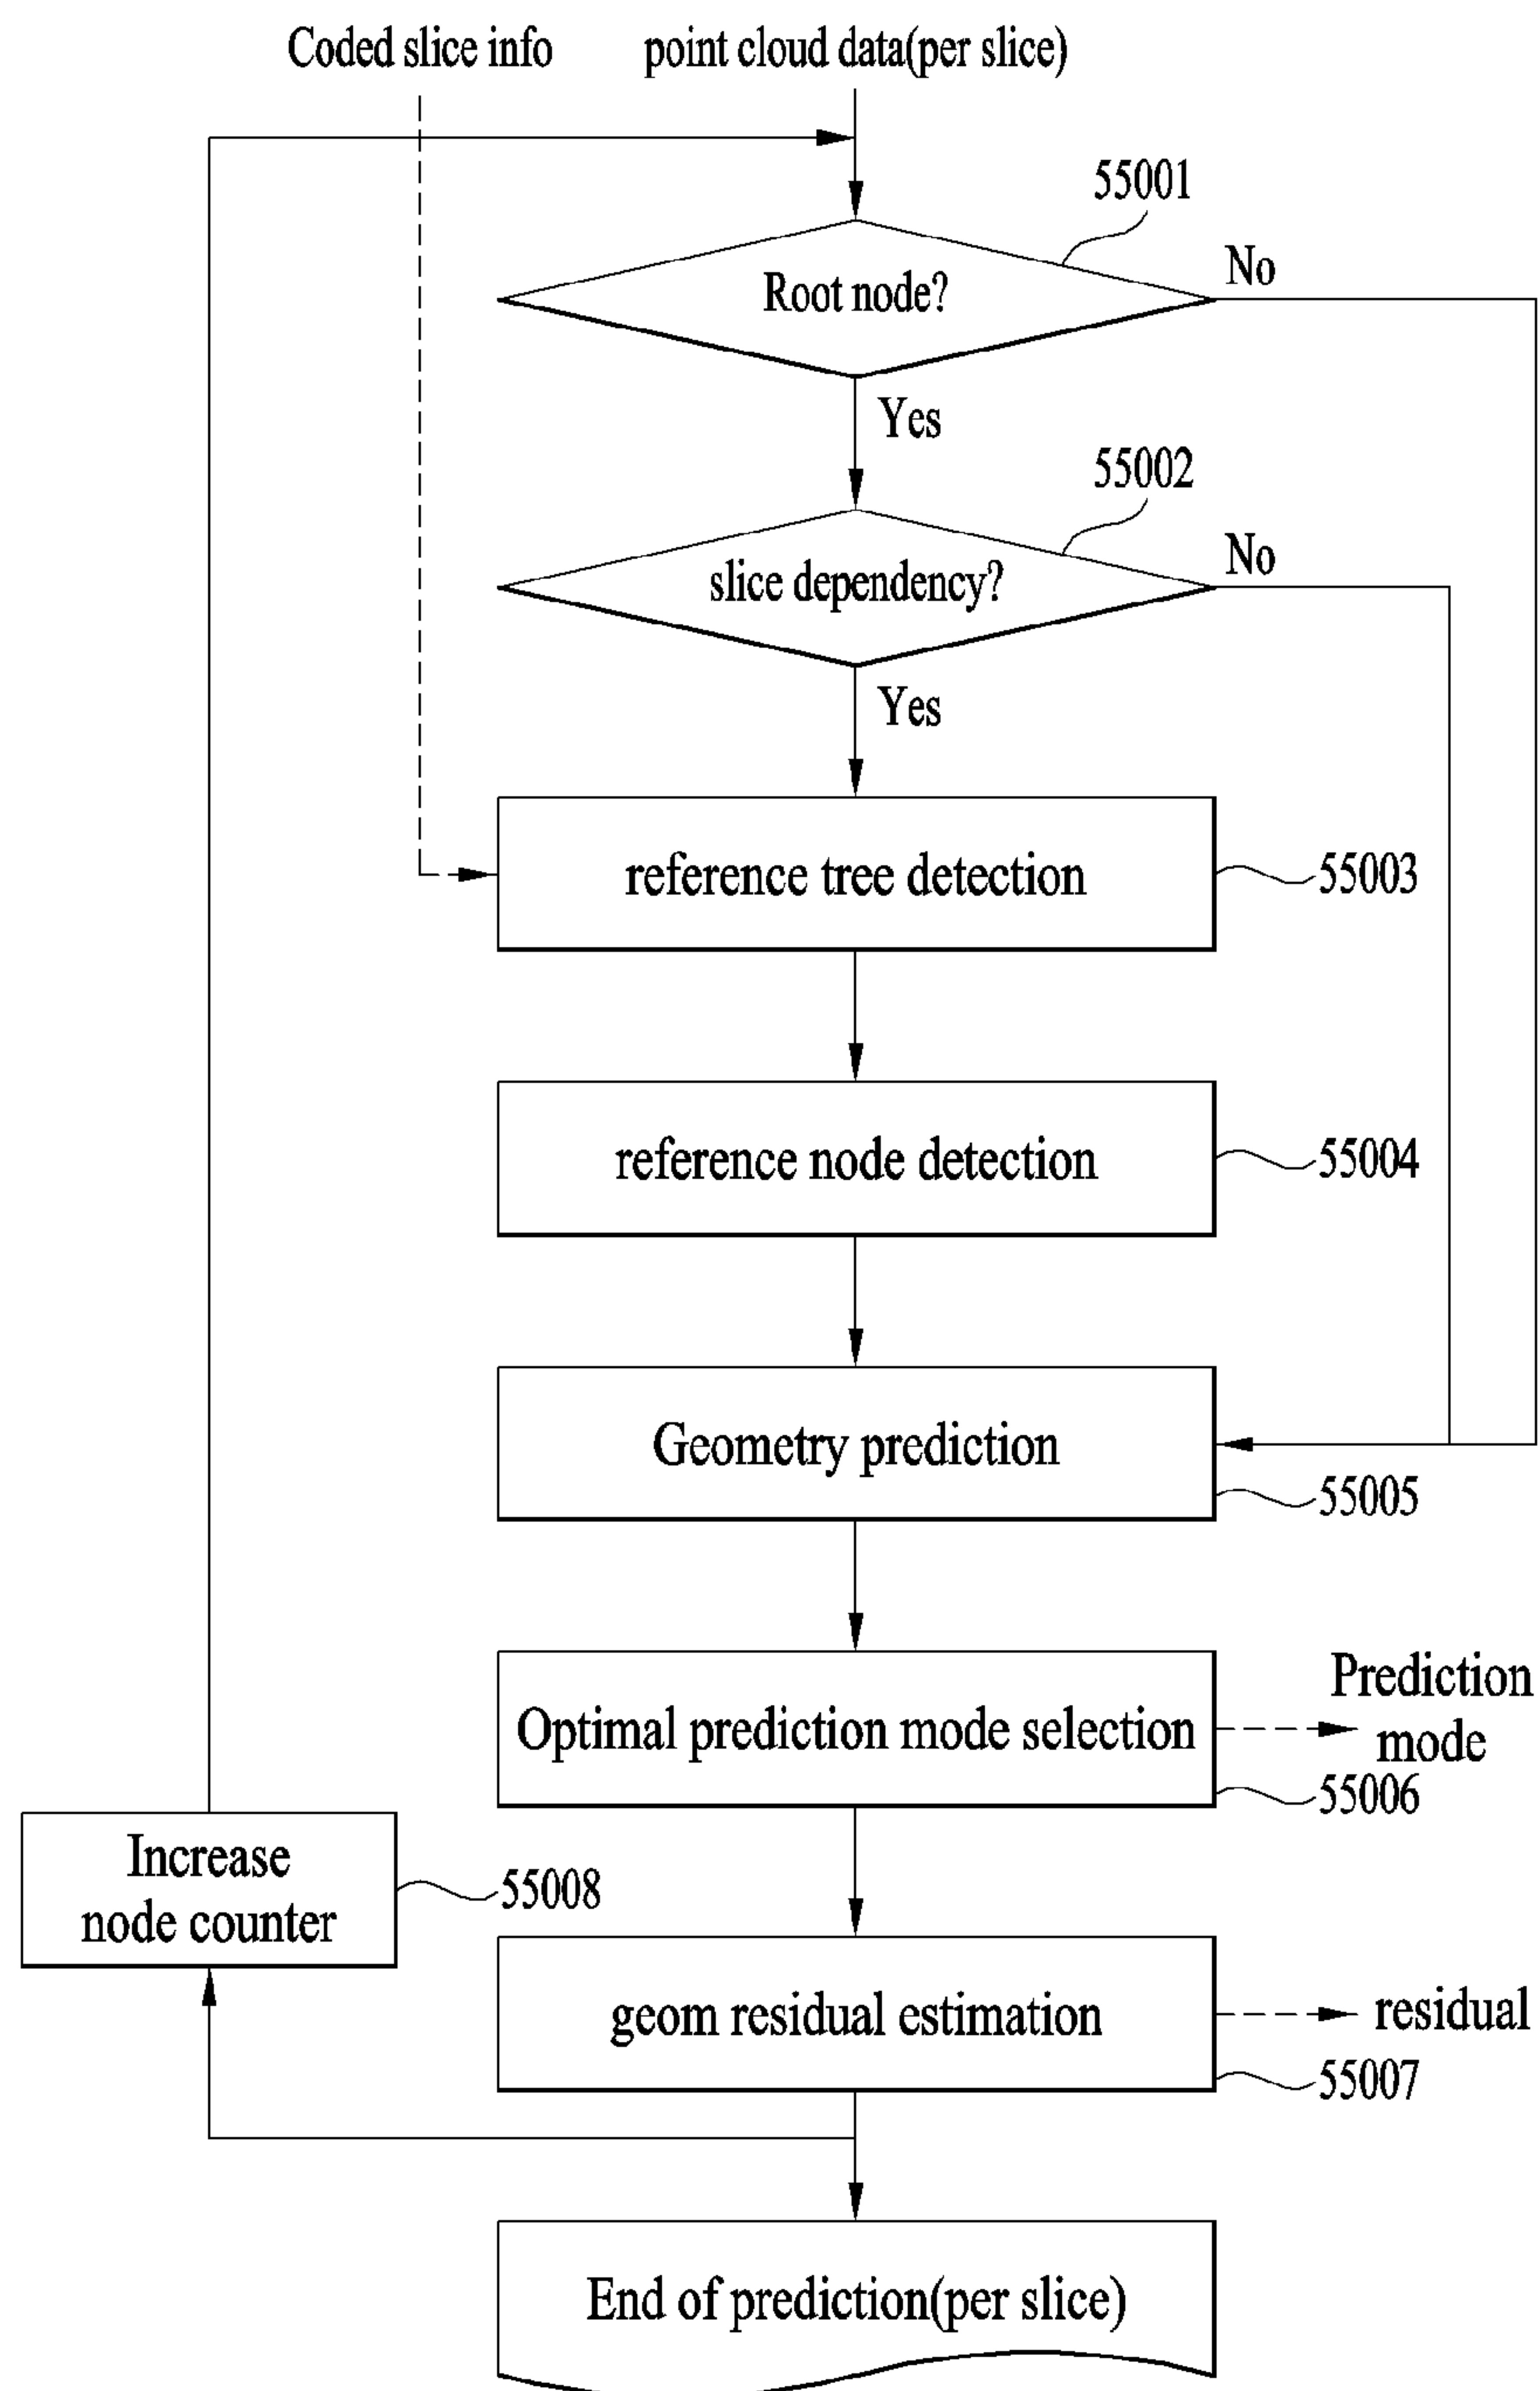 Coded slice info
point cloud data(per slice)
55001
Root node?
No
Yes
55002
slice dependency?
No
Yes
reference tree detection
55003
reference node detection
55004
Geometry prediction
55005
Optimal prediction mode selection
Prediction
mode
55006
Increase
node counter
55008
geom residual estimation
residual
55007
End of prediction(per slice)